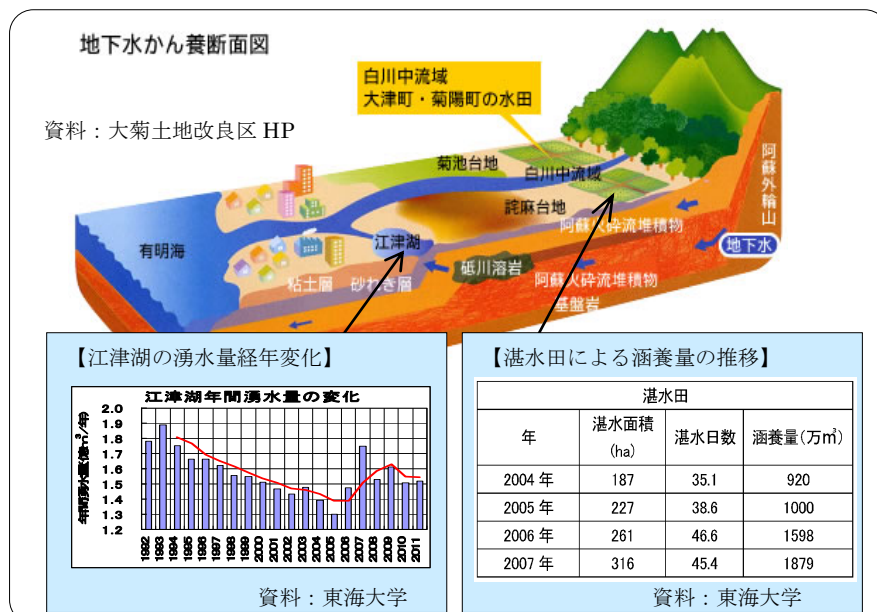 地下水かん養断面図
白川中流域
大津町・菊陽町の水田
資料：大菊土地改良区 HP
菊池台地
白川中流域
阿蘇外輪山
詫麻台地
阿蘇火砕流堆積物
江津湖
地下水
有明海
砥川溶岩
粘土層 砂れき層
阿蘇火砕流堆積物
基盤岩
【江津湖の湧水量経年変化】
江津湖年間湧水量の変化
年間湧水量(億㎥/年)
2.0
1.9
1.8
1.7
1.6
1.5
1.4
1.3
1.2
1992 1993 1994 1995 1996 1997 1998 1999 2000 2001 2002 2003 2004 2005 2006 2007 2008 2009 2010 2011
資料：東海大学
【湛水田による涵養量の推移】
湛水田
年 湛水面積(ha) 湛水日数 涵養量(万㎥)
2004 年 187 35.1 920
2005 年 227 38.6 1000
2006 年 261 46.6 1598
2007 年 316 45.4 1879
資料：東海大学